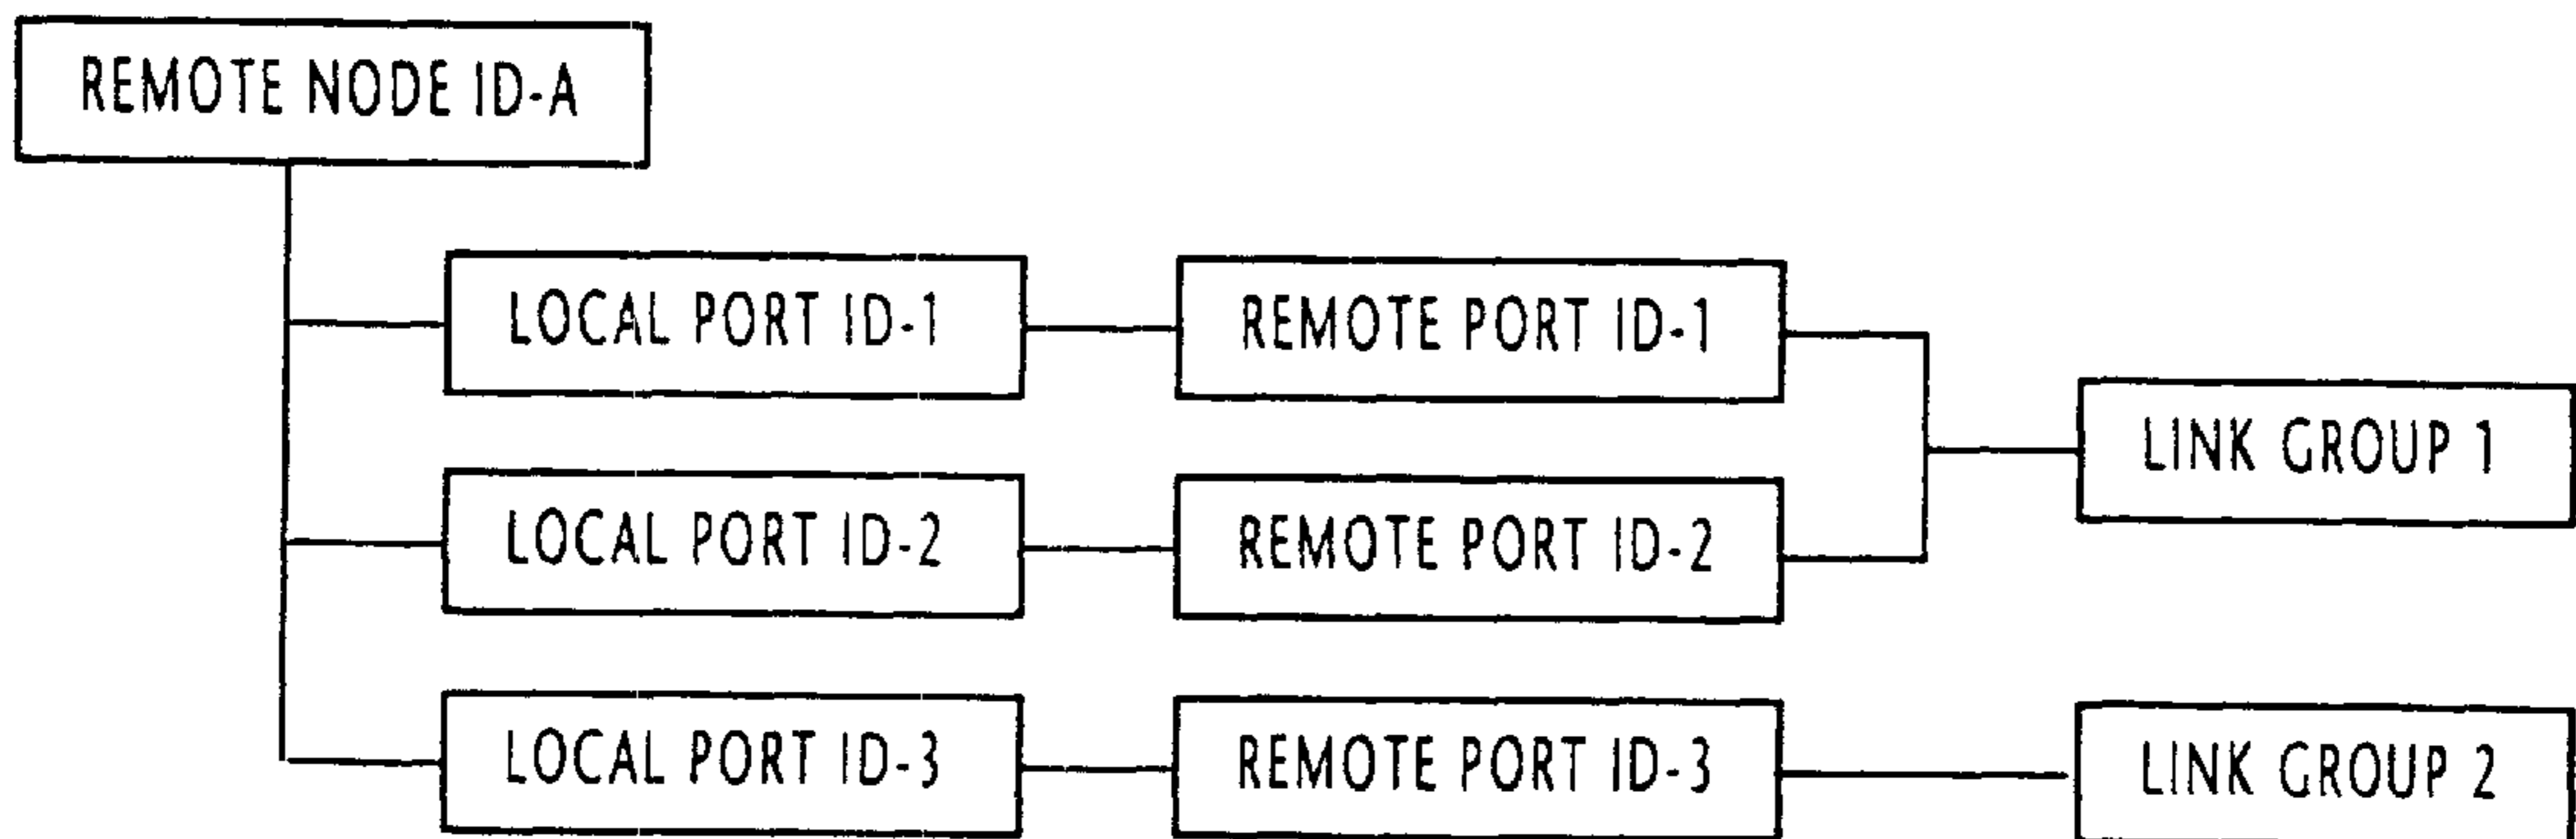 REMOTE NODE ID-A
LOCAL PORT ID-1
REMOTE PORT ID-1
LINK GROUP 1
LOCAL PORT ID-2
REMOTE PORT ID-2
LOCAL PORT ID-3
REMOTE PORT ID-3
LINK GROUP 2